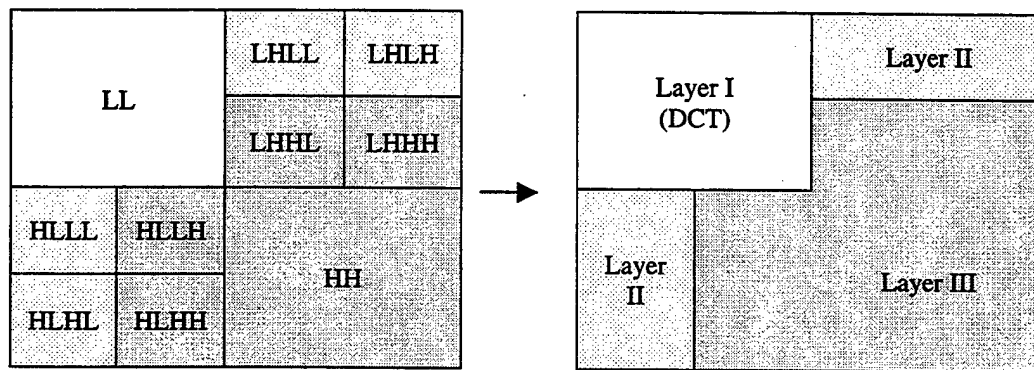 LL
LHLL
LHLH
LHHL
LHHH
HLLL
HLLH
HLHL
HLHH
HH
Layer I
(DCT)
Layer II
Layer
II
Layer III